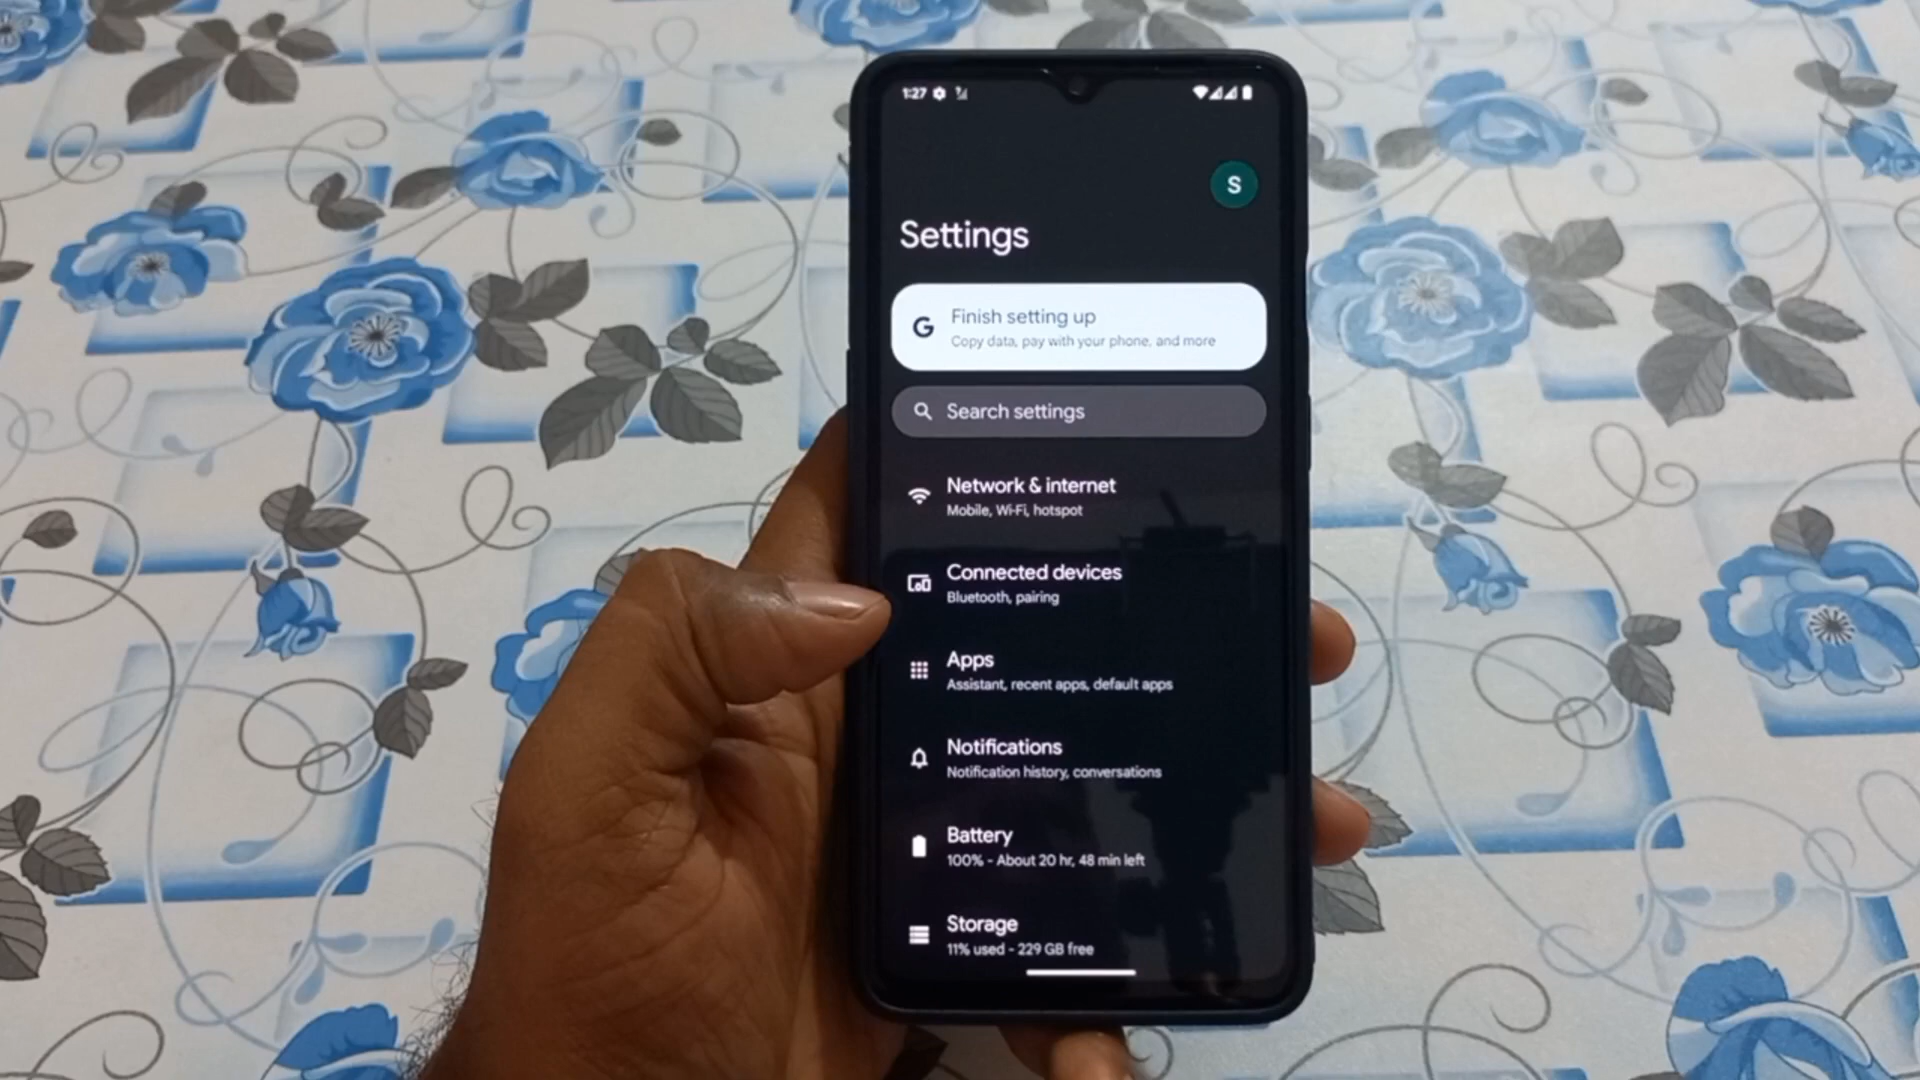 1:27
S
Settings
G
Finish setting up
Copy data, pay with your phone, and more
Search settings
Network & internet
Mobile, Wi-Fi, hotspot
Connected devices
Bluetooth, pairing
Apps
Assistant, recent apps, default apps
Notifications
Notification history, conversations
Battery
100% - About 20 hr, 48 min left
Storage
11% used - 229 GB free